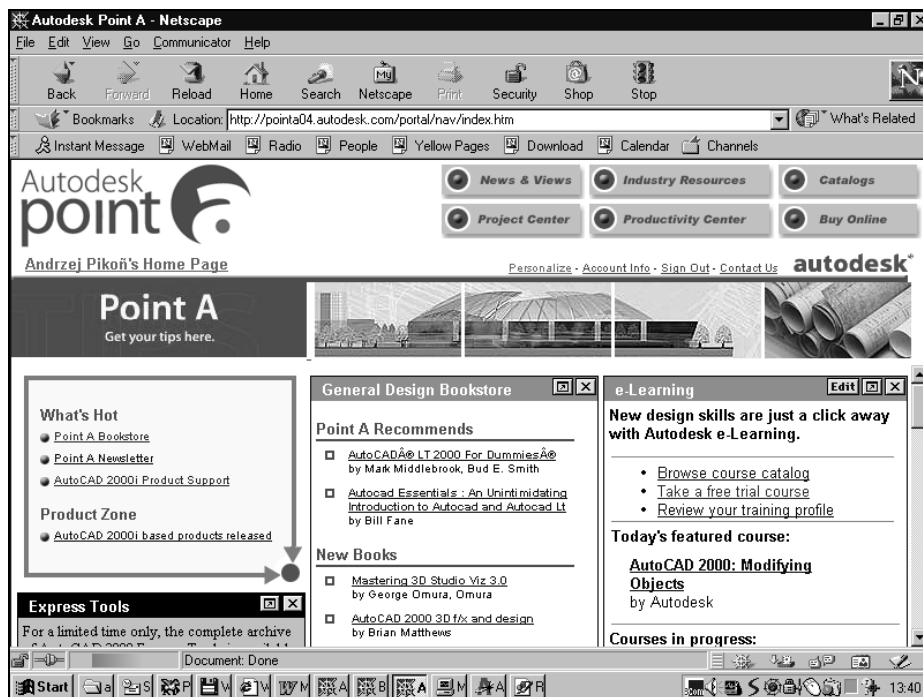 Autodesk Point A - Netscape
File Edit View Go Communicator Help
Back Forward Reload Home Search Netscape Print Security Shop Stop
Bookmarks Location: http://pointa04.autodesk.com/portal/nav/index.htm What's Related
Instant Message WebMail Radio People Yellow Pages Download Calendar Channels
Autodesk
point
News & Views Industry Resources Catalogs
Project Center Productivity Center Buy Online
Andrzej Pikoñ's Home Page
Personalize - Account Info - Sign Out - Contact Us autodesk
Point A
Get your tips here.
What's Hot
Point A Bookstore
Point A Newsletter
AutoCAD 2000i Product Support
Product Zone
AutoCAD 2000i based products released
Express Tools
For a limited time only, the complete archive
General Design Bookstore
Point A Recommends
AutoCADÂ® LT 2000 For DummiesÂ®
by Mark Middlebrook, Bud E. Smith
Autocad Essentials : An Unintimidating
Introduction to Autocad and Autocad Lt
by Bill Fane
New Books
Mastering 3D Studio Viz 3.0
by George Omura, Omura
AutoCAD 2000 3D f/x and design
by Brian Matthews
e-Learning Edit
New design skills are just a click away
with Autodesk e-Learning.
Browse course catalog
Take a free trial course
Review your training profile
Today's featured course:
AutoCAD 2000: Modifying
Objects
by Autodesk
Courses in progress:
Document: Done
Start a S P W W M A B A M A R 13:40